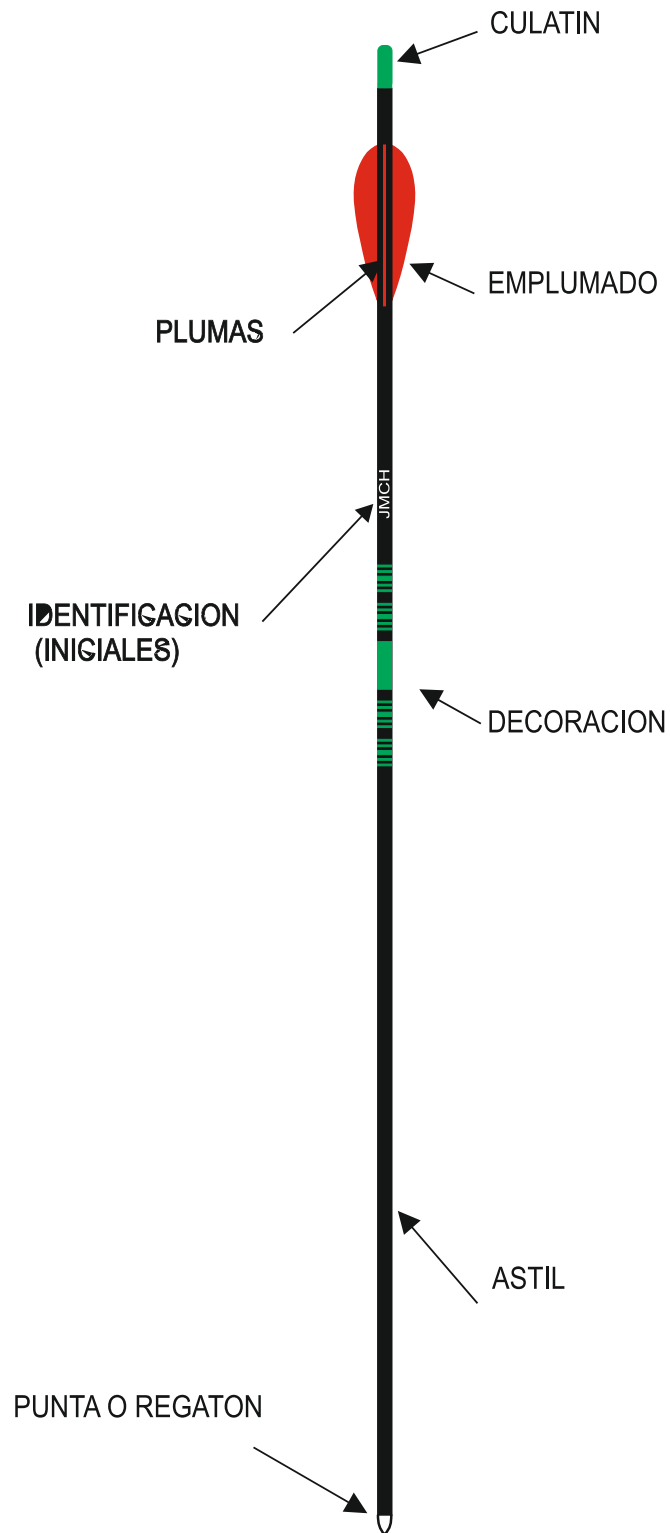 CULATIN
EMPLUMADO
PLUMAS
JMCH
IDENTIFICACION
(INICIALES)
DECORACION
ASTIL
PUNTA O REGATON